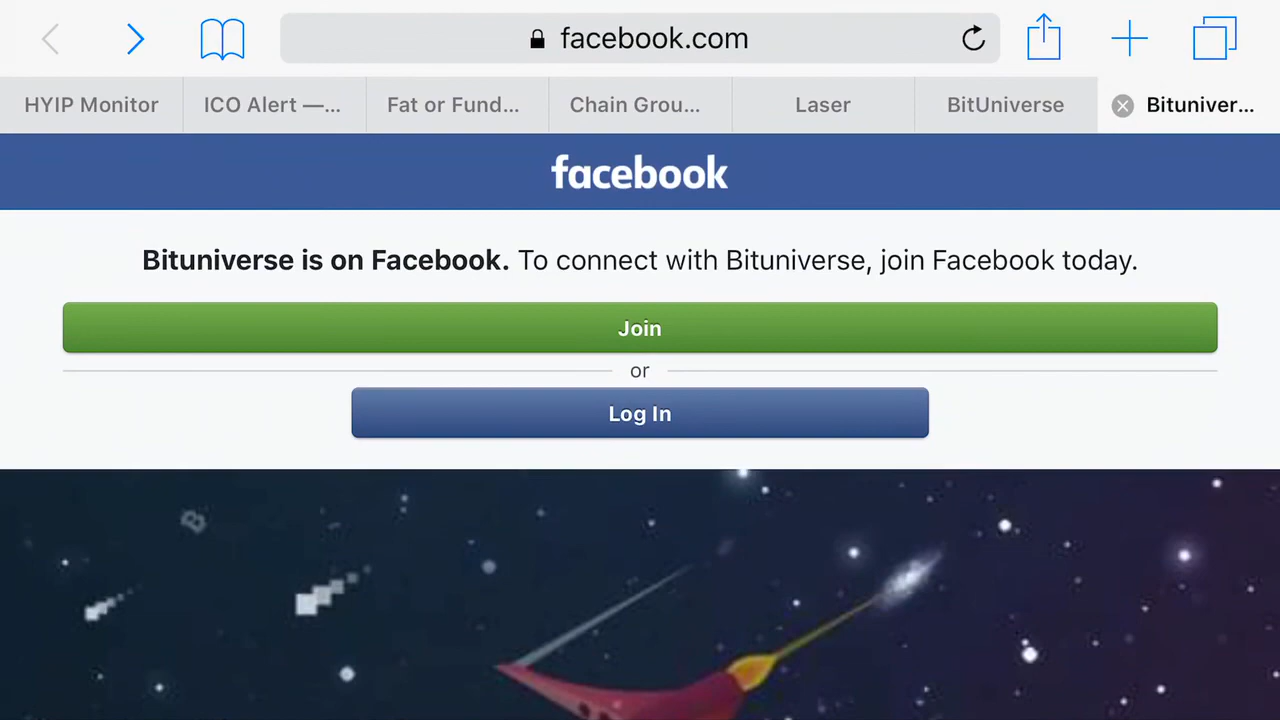 facebook.com
HYIP Monitor
ICO Alert —...
Fat or Fund...
Chain Grou...
Laser
BitUniverse
Bituniver...
facebook
Bituniverse is on Facebook. To connect with Bituniverse, join Facebook today.
Join
or
Log In
B